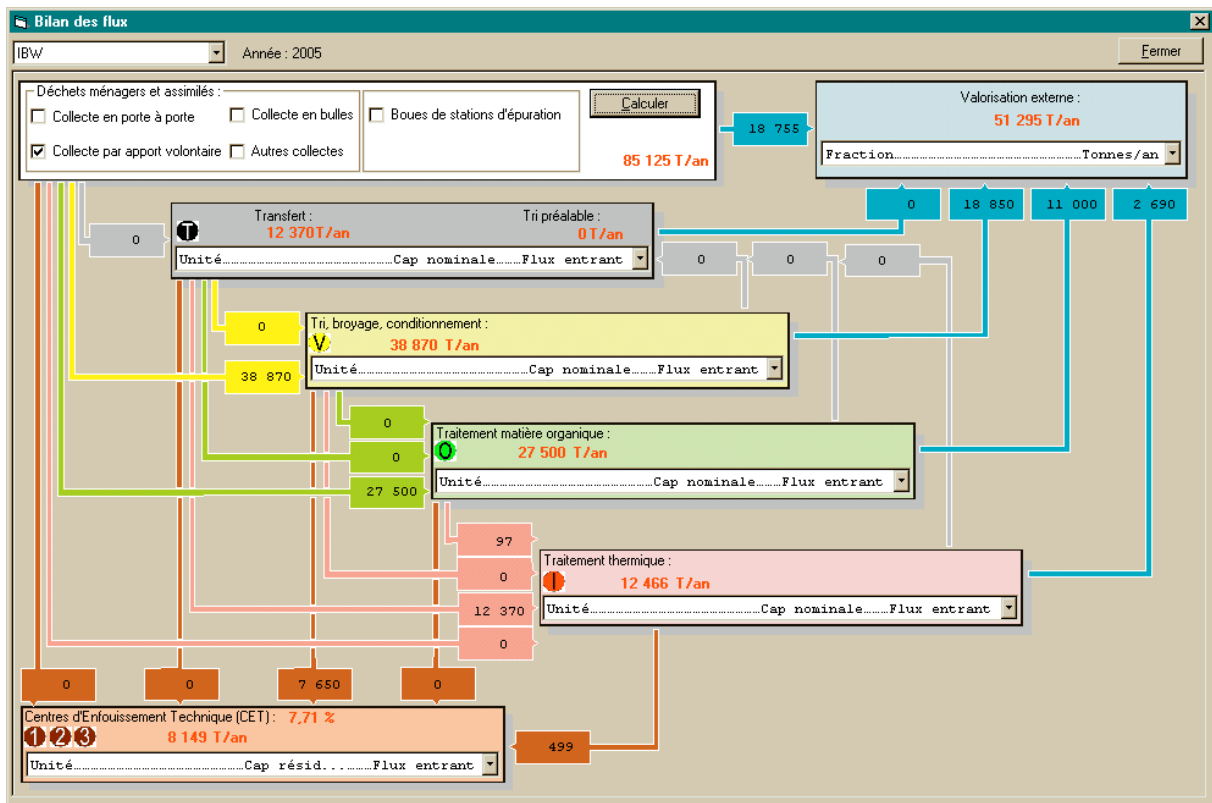 Bilan des flux
IBW Année : 2005 Fermer
Déchets ménagers et assimilés :
Collecte en porte à porte
Collecte en bulles
Collecte par apport volontaire
Autres collectes
Boues de stations d'épuration
Calculer
85 125 T/an
18 755
Valorisation externe :
51 295 T/an
Fraction...Tonnes/an
0 18 850 11 000 2 690
0
T
Transfert : Tri préalable :
12 370T/an 0T/an
Unité...Cap nominale...Flux entrant
0 0 0
0
38 870
Tri, broyage, conditionnement :
V
38 870 T/an
Unité...Cap nominale...Flux entrant
0
0
27 500
Traitement matière organique :
O
27 500 T/an
Unité...Cap nominale...Flux entrant
97
0
12 370
0
Traitement thermique :
I
12 466 T/an
Unité...Cap nominale...Flux entrant
0 0 7 650 0
Centres d'Enfouissement Technique (CET) : 7,71 %
1 2 3
8 149 T/an
Unité...Cap résid......Flux entrant
499